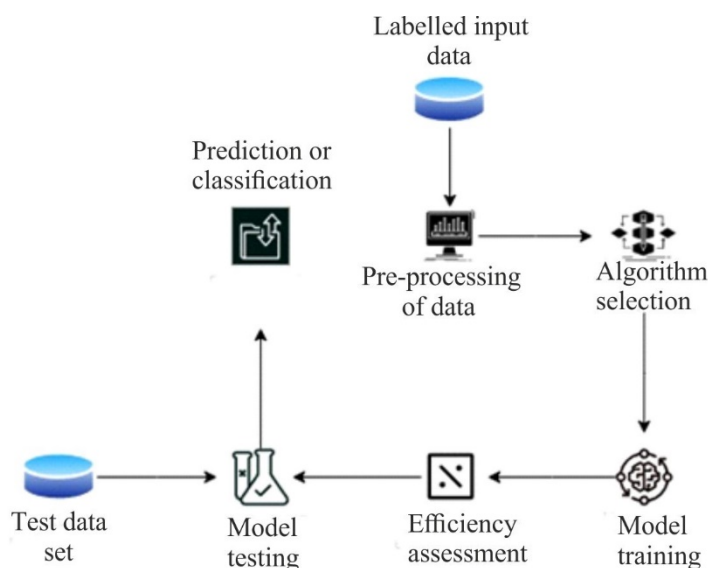 Labelled input
data
Prediction or
classification
Pre-processing
of data
Algorithm
selection
Test data
set
Model
testing
Efficiency
assessment
Model
training